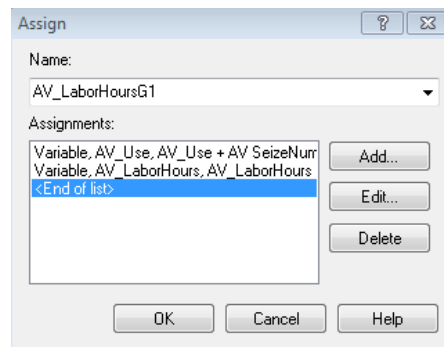 Assign
Name:
AV_LaborHoursG1
Assignments:
Variable, AV_Use, AV_Use + AV SeizeNum
Variable, AV_LaborHours, AV_LaborHours
<End of list>
Add...
Edit...
Delete
OK
Cancel
Help